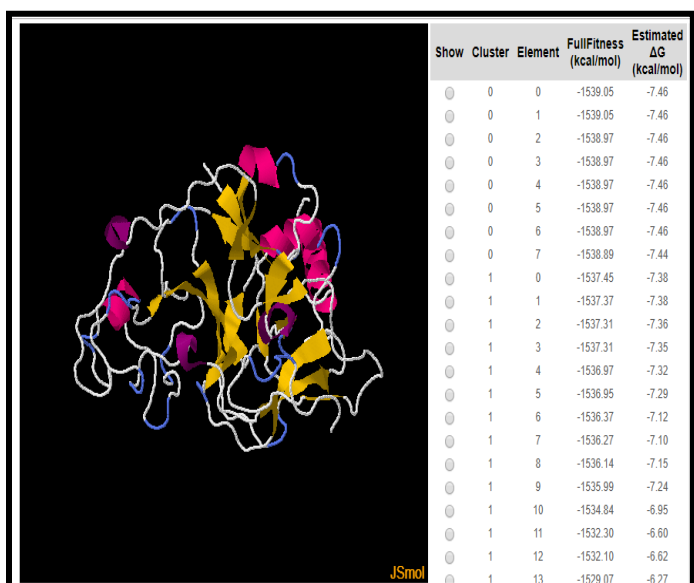 Show Cluster Element FullFitness (kcal/mol) Estimated ΔG (kcal/mol)
0 0 -1539.05 -7.46
0 1 -1539.05 -7.46
0 2 -1538.97 -7.46
0 3 -1538.97 -7.46
0 4 -1538.97 -7.46
0 5 -1538.97 -7.46
0 6 -1538.97 -7.46
0 7 -1538.89 -7.44
1 0 -1537.45 -7.38
1 1 -1537.37 -7.38
1 2 -1537.31 -7.36
1 3 -1537.31 -7.35
1 4 -1536.97 -7.32
1 5 -1536.95 -7.29
1 6 -1536.37 -7.12
1 7 -1536.27 -7.10
1 8 -1536.14 -7.15
1 9 -1535.99 -7.24
1 10 -1534.84 -6.95
1 11 -1532.30 -6.60
1 12 -1532.10 -6.62
1 13 -1529.07 -6.27
JSmol